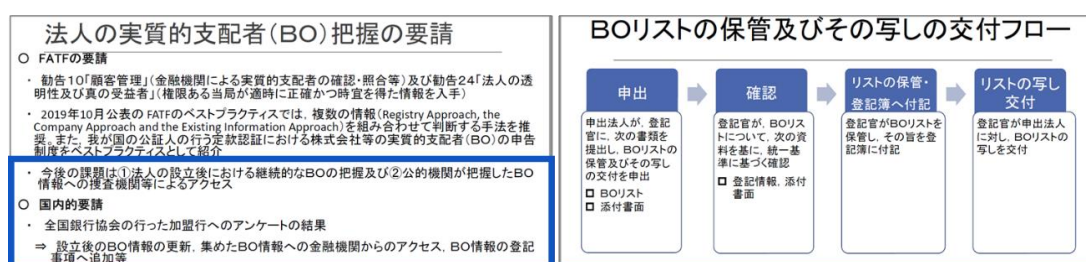 法人の実質的支配者(BO)把握の要請
○ FATFの要請
・ 勧告10「顧客管理」(金融機関による実質的支配者の確認・照合等)及び勧告24「法人の透
明性及び真の受益者」(権限ある当局が適時に正確かつ時宜を得た情報を入手)
・ 2019年10月公表の FATFのベストプラクティスでは, 複数の情報(Registry Approach, the
Company Approach and the Existing Information Approach)を組み合わせて判断する手法を推
奨。また, 我が国の公証人の行う定款認証における株式会社等の実質的支配者(BO)の申告
制度をベストプラクティスとして紹介
・ 今後の課題は①法人の設立後における継続的なBOの把握及び②公的機関が把握したBO
情報への捜査機関等によるアクセス
○ 国内的要請
・ 全国銀行協会の行った加盟行へのアンケートの結果
⇒ 設立後のBO情報の更新, 集めたBO情報への金融機関からのアクセス, BO情報の登記
事項へ追加等
BOリストの保管及びその写しの交付フロー
申出
申出法人が, 登記
官に, 次の書類を
提出し, BOリストの
保管及びその写し
の交付を申出
□ BOリスト
□ 添付書面
確認
登記官が, BOリス
トについて, 次の資
料を基に, 統一基
準に基づく確認
□ 登記情報, 添付
書面
リストの保管・
登記簿へ付記
登記官がBOリストを
保管し, その旨を登
記簿に付記
リストの写し
交付
登記官が申出法人
に対し, BOリストの
写しを交付